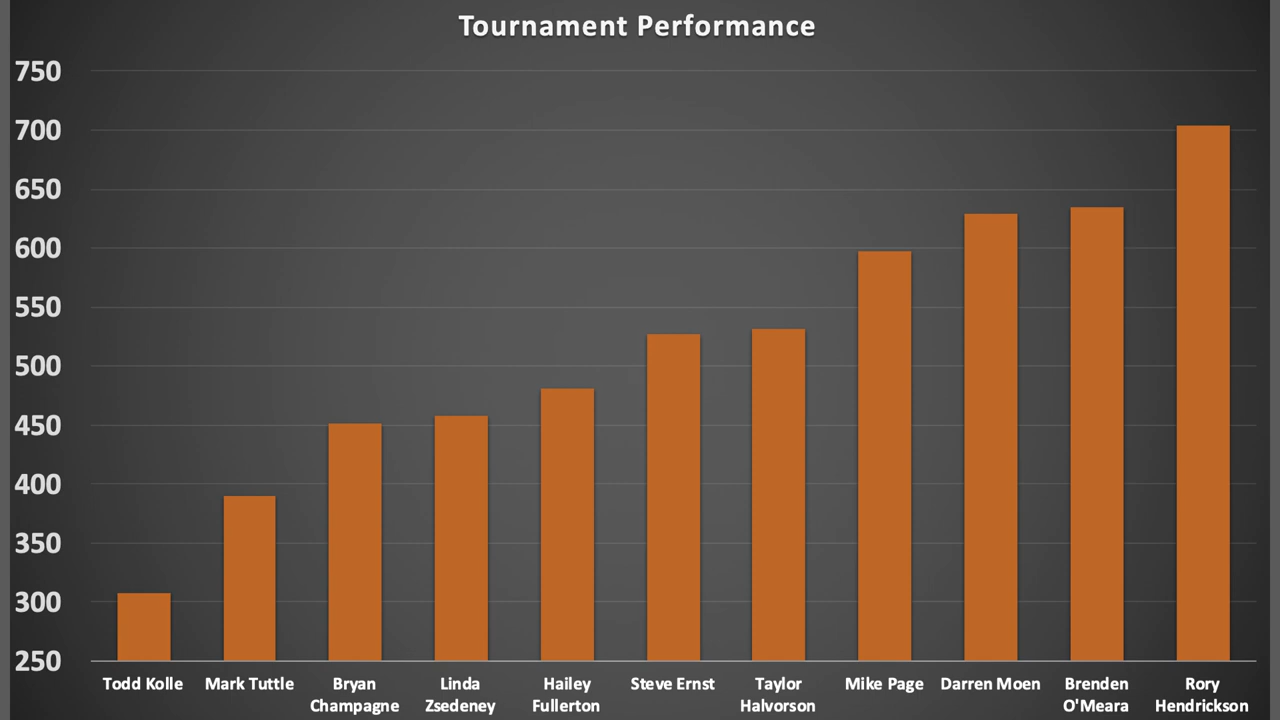 Tournament Performance
750
700
650
600
550
500
450
400
350
300
250
Todd Kolle
Mark Tuttle
Bryan
Champagne
Linda
Zsedeney
Hailey
Fullerton
Steve Ernst
Taylor
Halvorson
Mike Page
Darren Moen
Brenden
O'Meara
Rory
Hendrickson